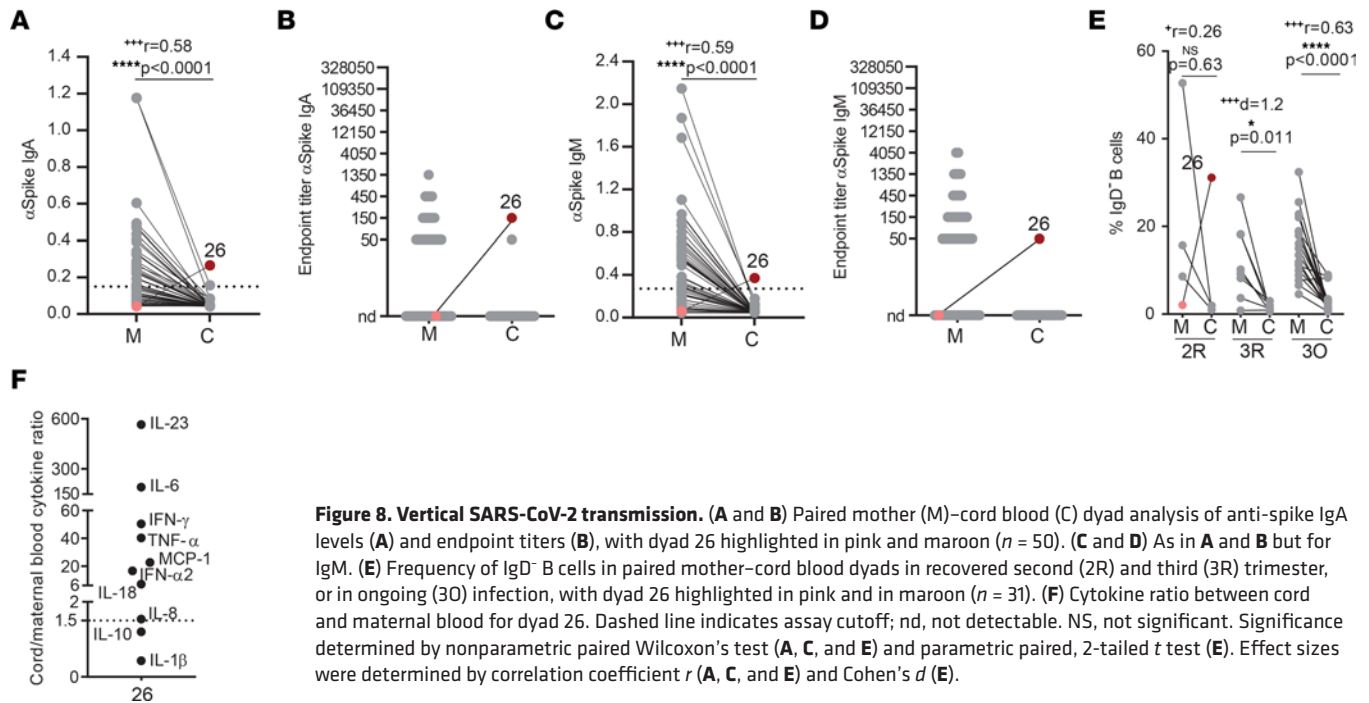 A
+++r=0.58
****p<0.0001
1.4
1.2
1.0
0.8
0.6
0.4
0.2
0.0
αSpike IgA
26
M C
B
328050
109350
36450
12150
4050
1350
450
150
50
nd
Endpoint titer αSpike IgA
26
M C
C
+++r=0.59
****p<0.0001
2.4
2.0
1.6
1.2
0.8
0.4
0.0
αSpike IgM
26
M C
D
328050
109350
36450
12150
4050
1350
450
150
50
nd
Endpoint titer αSpike IgM
26
M C
E
+r=0.26
NS
p=0.63
+++d=1.2
*
p=0.011
+++r=0.63
****
p<0.0001
60
40
20
0
% IgD⁻ B cells
26
M C M C M C
2R 3R 3O
F
600
300
150
60
40
20
6
2
1.5
0
Cord/maternal blood cytokine ratio
IL-23
IL-6
IFN-γ
TNF-α
MCP-1
IFN-α2
IL-18
IL-8
IL-10
IL-1β
26
Figure 8. Vertical SARS-CoV-2 transmission. (A and B) Paired mother (M)–cord blood (C) dyad analysis of anti-spike IgA
levels (A) and endpoint titers (B), with dyad 26 highlighted in pink and maroon (n = 50). (C and D) As in A and B but for
IgM. (E) Frequency of IgD⁻ B cells in paired mother–cord blood dyads in recovered second (2R) and third (3R) trimester,
or in ongoing (3O) infection, with dyad 26 highlighted in pink and in maroon (n = 31). (F) Cytokine ratio between cord
and maternal blood for dyad 26. Dashed line indicates assay cutoff; nd, not detectable. NS, not significant. Significance
determined by nonparametric paired Wilcoxon's test (A, C, and E) and parametric paired, 2-tailed t test (E). Effect sizes
were determined by correlation coefficient r (A, C, and E) and Cohen's d (E).